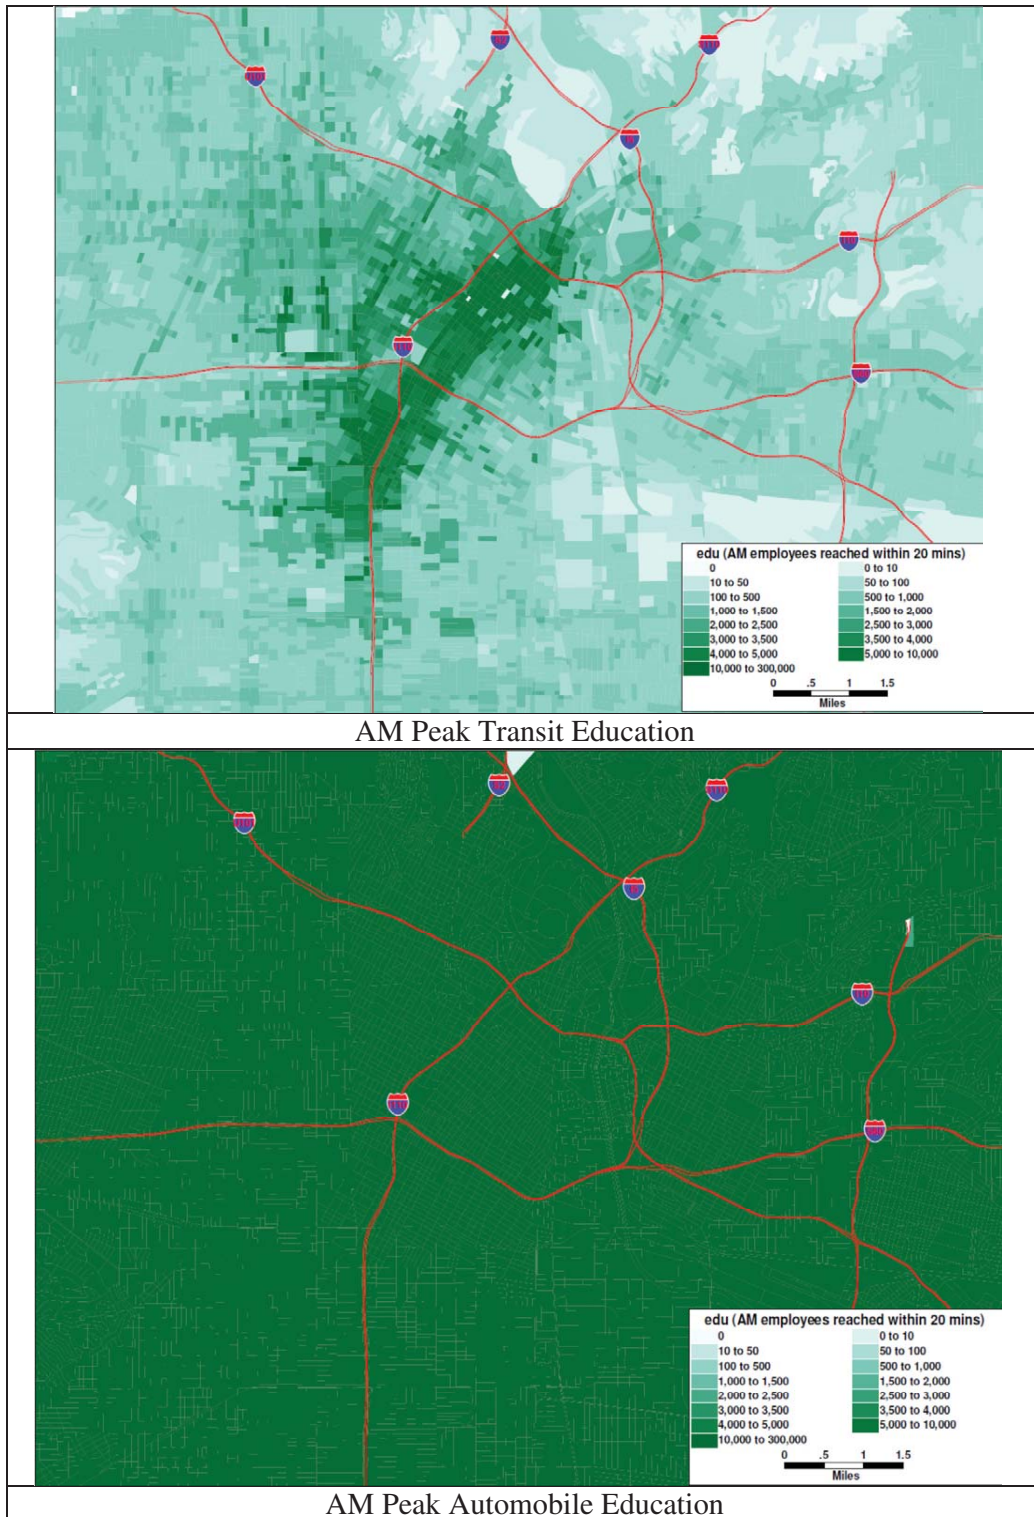 edu (AM employees reached within 20 mins)
0 0 to 10
10 to 50 50 to 100
100 to 500 500 to 1,000
1,000 to 1,500 1,500 to 2,000
2,000 to 2,500 2,500 to 3,000
3,000 to 3,500 3,500 to 4,000
4,000 to 5,000 5,000 to 10,000
10,000 to 300,000
0 .5 1 1.5
Miles
AM Peak Transit Education
edu (AM employees reached within 20 mins)
0 0 to 10
10 to 50 50 to 100
100 to 500 500 to 1,000
1,000 to 1,500 1,500 to 2,000
2,000 to 2,500 2,500 to 3,000
3,000 to 3,500 3,500 to 4,000
4,000 to 5,000 5,000 to 10,000
10,000 to 300,000
0 .5 1 1.5
Miles
AM Peak Automobile Education